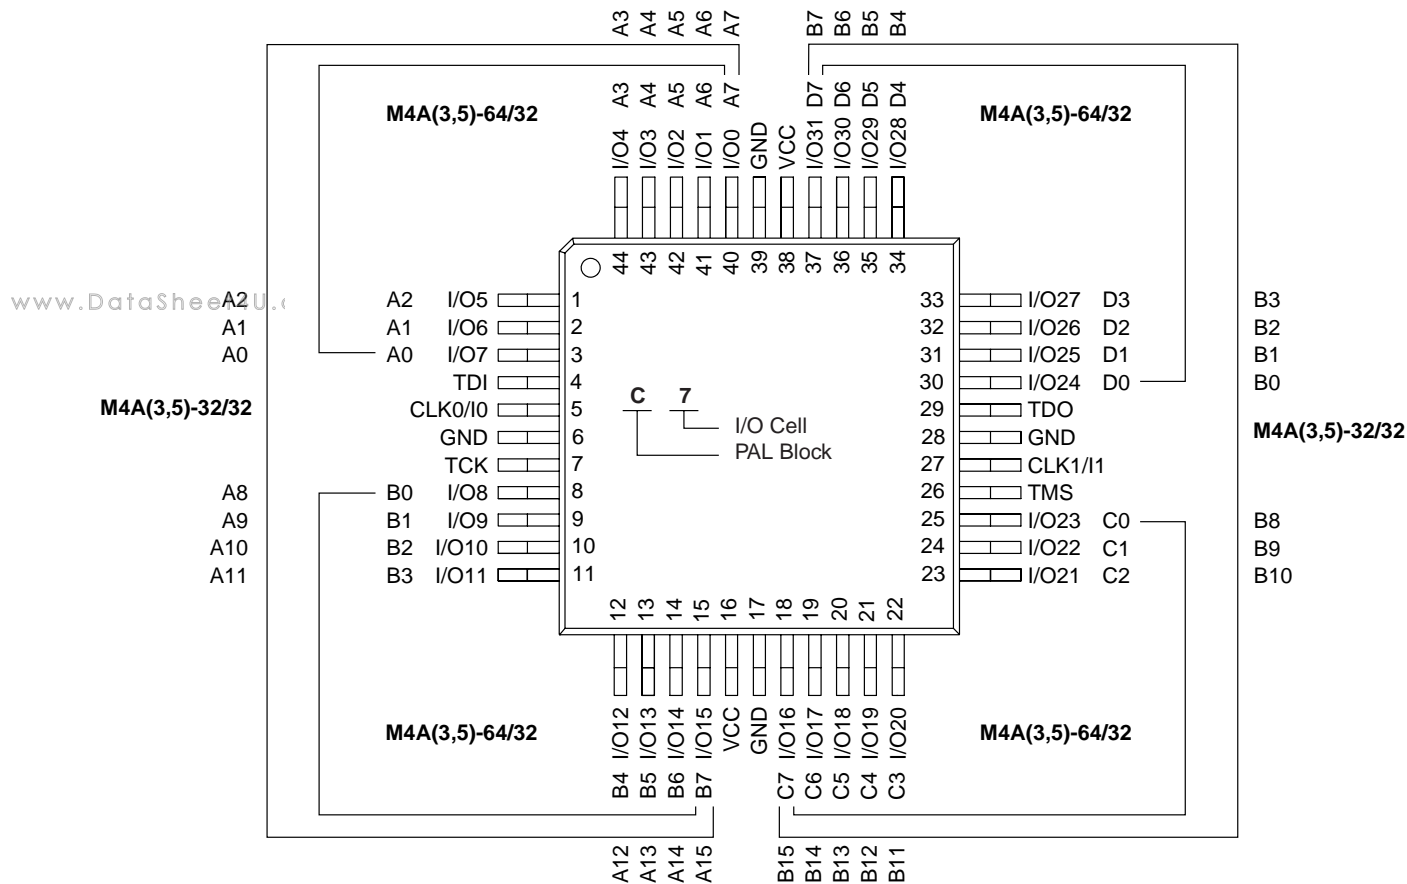 A3 A4 A5 A6 A7 B7 B6 B5 B4
A3 A4 A5 A6 A7 D7 D6 D5 D4
M4A(3,5)-64/32 M4A(3,5)-64/32
I/O4 I/O3 I/O2 I/O1 I/O0 GND VCC I/O31 I/O30 I/O29 I/O28
44 43 42 41 40 39 38 37 36 35 34
www.DataSheet4U.c
A2 A2 I/O5 1 33 I/O27 D3 B3
A1 A1 I/O6 2 32 I/O26 D2 B2
A0 A0 I/O7 3 31 I/O25 D1 B1
TDI 4 30 I/O24 D0 B0
M4A(3,5)-32/32 CLK0/I0 5 C 7 29 TDO
I/O Cell
GND 6 28 GND M4A(3,5)-32/32
PAL Block
TCK 7 27 CLK1/I1
A8 B0 I/O8 8 26 TMS
A9 B1 I/O9 9 25 I/O23 C0 B8
A10 B2 I/O10 10 24 I/O22 C1 B9
A11 B3 I/O11 11 23 I/O21 C2 B10
12 13 14 15 16 17 18 19 20 21 22
I/O12 I/O13 I/O14 I/O15 VCC GND I/O16 I/O17 I/O18 I/O19 I/O20
M4A(3,5)-64/32 M4A(3,5)-64/32
B4 B5 B6 B7 C7 C6 C5 C4 C3
A12 A13 A14 A15 B15 B14 B13 B12 B11